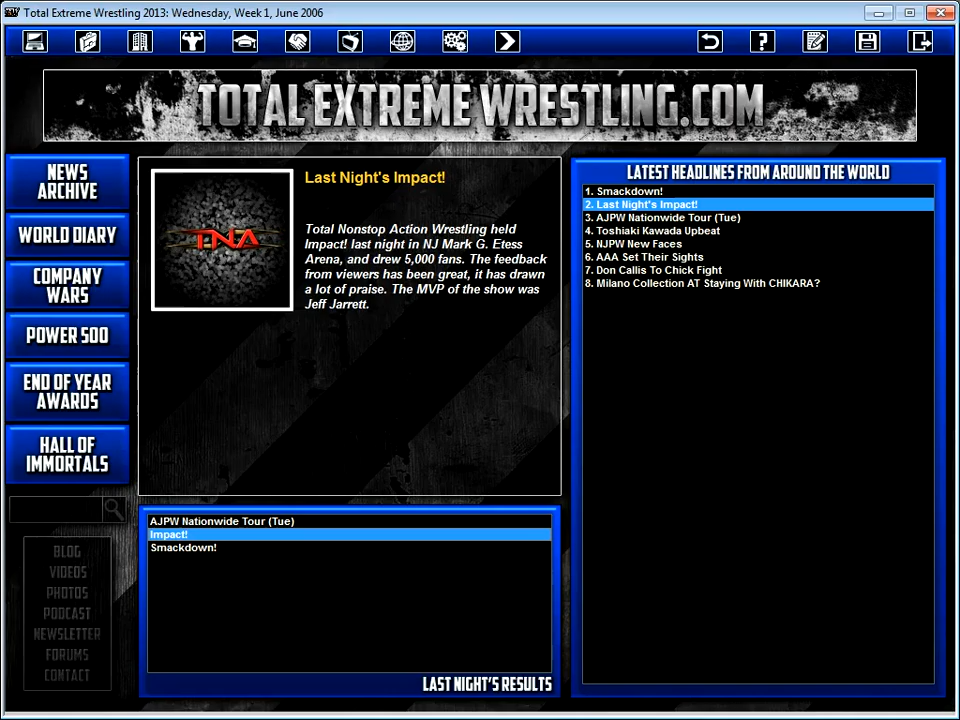 Total Extreme Wrestling 2013: Wednesday, Week 1, June 2006
TOTAL EXTREME WRESTLING.COM
NEWS
ARCHIVE
WORLD DIARY
COMPANY
WARS
POWER 500
END OF YEAR
AWARDS
HALL OF
IMMORTALS
BLOG
VIDEOS
PHOTOS
PODCAST
NEWSLETTER
FORUMS
CONTACT
TNA
Last Night's Impact!
Total Nonstop Action Wrestling held
Impact! last night in NJ Mark G. Etess
Arena, and drew 5,000 fans. The feedback
from viewers has been great, it has drawn
a lot of praise. The MVP of the show was
Jeff Jarrett.
AJPW Nationwide Tour (Tue)
Impact!
Smackdown!
LAST NIGHT'S RESULTS
LATEST HEADLINES FROM AROUND THE WORLD
1. Smackdown!
2. Last Night's Impact!
3. AJPW Nationwide Tour (Tue)
4. Toshiaki Kawada Upbeat
5. NJPW New Faces
6. AAA Set Their Sights
7. Don Callis To Chick Fight
8. Milano Collection AT Staying With CHIKARA?